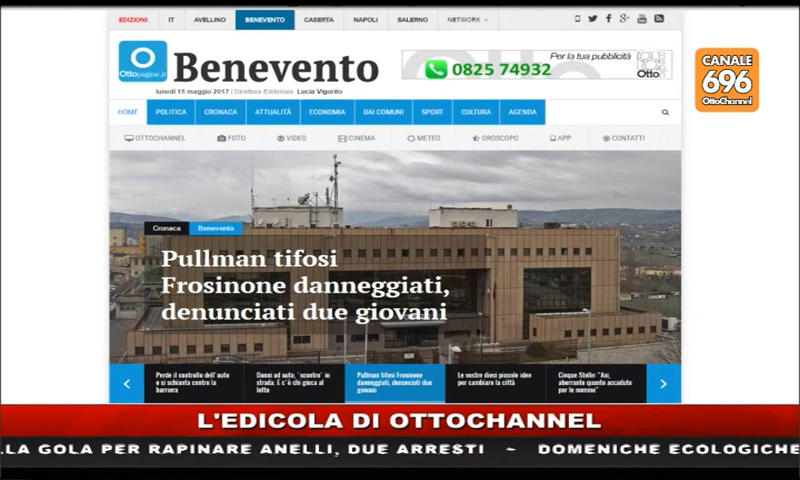 EDIZIONI: IT AVELLINO BENEVENTO CASERTA NAPOLI SALERNO NETWORK
Ottopagine.it
Benevento
Per la tua pubblicità
0825 74932
Otto
CANALE
696
OttoChannel
lunedì 15 maggio 2017 | Direttore Editoriale: Lucia Vigorito
HOME POLITICA CRONACA ATTUALITÀ ECONOMIA DAI COMUNI SPORT CULTURA AGENDA
OTTOCHANNEL FOTO VIDEO CINEMA METEO OROSCOPO APP CONTATTI
Cronaca Benevento
Pullman tifosi
Frosinone danneggiati,
denunciati due giovani
Perde il controllo dell'auto
e si schianta contro la
barriera
Danni ad auto, "scontro" in
strada. E c'è chi gioca al
lotto
Pullman tifosi Frosinone
danneggiati, denunciati due
giovani
Le vostre dieci piccole idee
per cambiare la città
Cinque Stelle: "Asi,
aberrante quanto accaduto
per le nomine"
L'EDICOLA DI OTTOCHANNEL
LLA GOLA PER RAPINARE ANELLI, DUE ARRESTI ~ DOMENICHE ECOLOGICHE